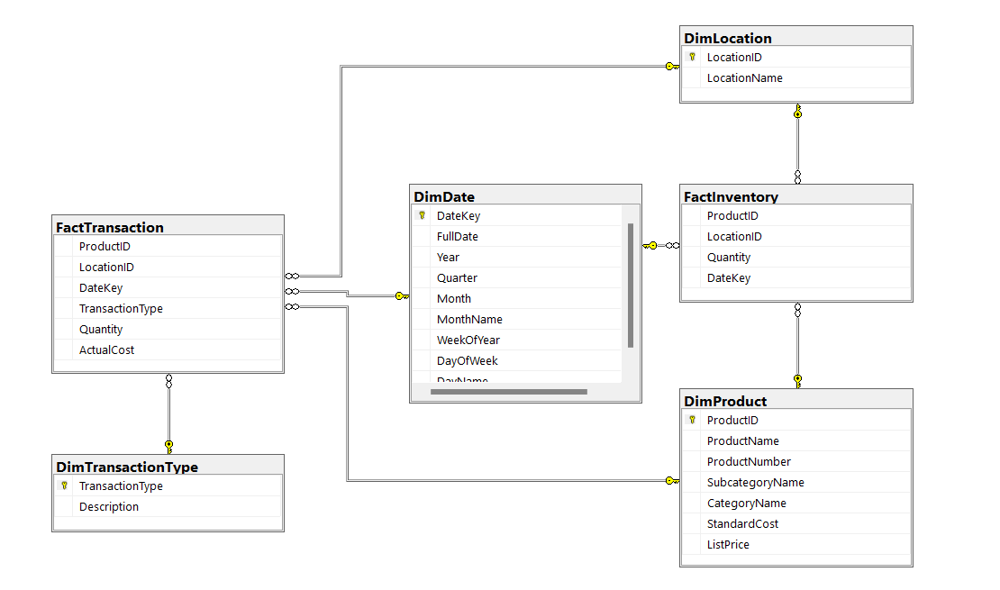 DimLocation
LocationID
LocationName
DimDate
DateKey
FullDate
Year
Quarter
Month
MonthName
WeekOfYear
DayOfWeek
DayName
FactInventory
ProductID
LocationID
Quantity
DateKey
FactTransaction
ProductID
LocationID
DateKey
TransactionType
Quantity
ActualCost
DimProduct
ProductID
ProductName
ProductNumber
SubcategoryName
CategoryName
StandardCost
ListPrice
DimTransactionType
TransactionType
Description